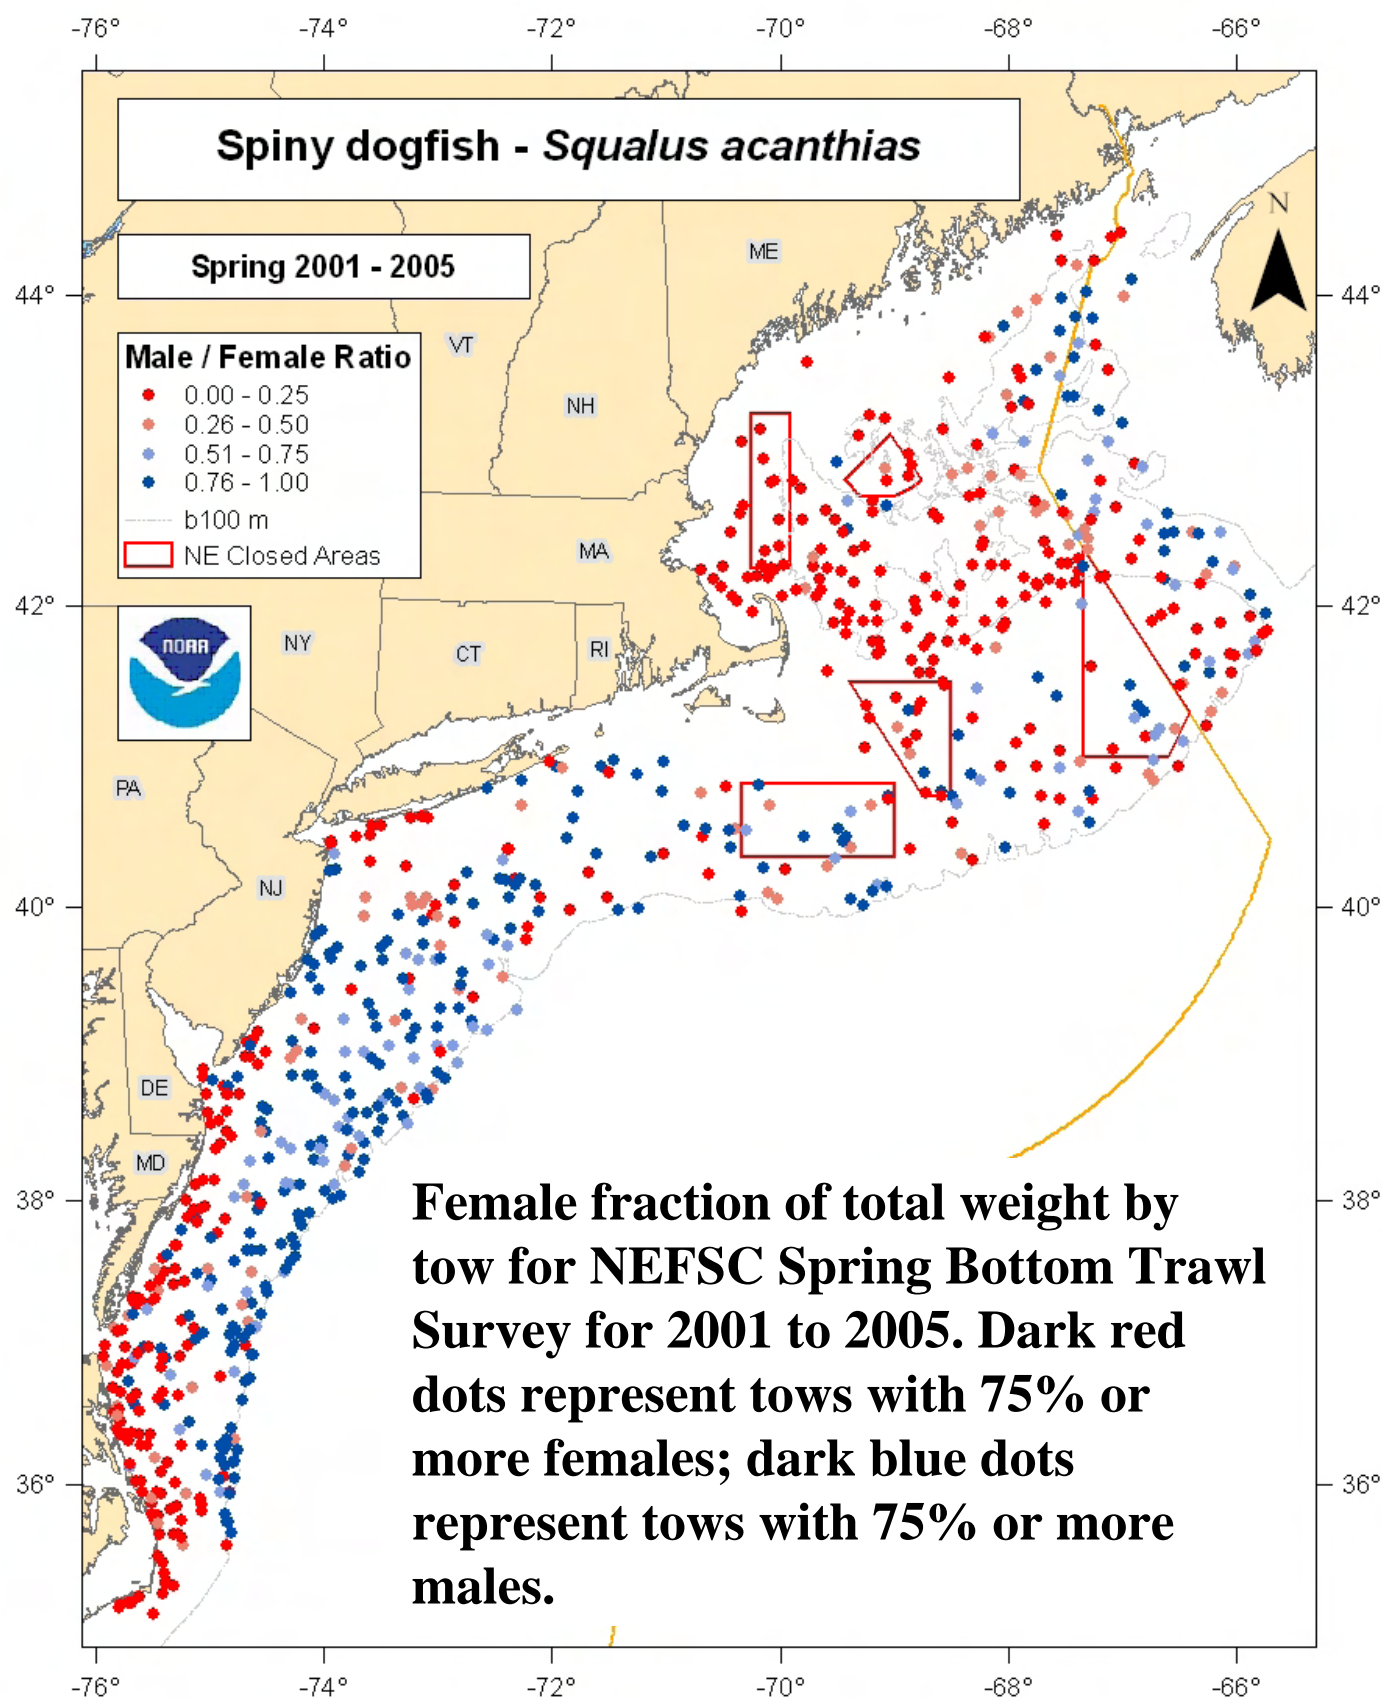 -76° -74° -72° -70° -68° -66°
Spiny dogfish - Squalus acanthias
N
ME
Spring 2001 - 2005
44° 44°
VT
Male / Female Ratio
0.00 - 0.25
0.26 - 0.50
0.51 - 0.75
0.76 - 1.00
b100 m
NE Closed Areas
NH
MA
42° 42°
NOAA
NY
CT
RI
PA
NJ
40° 40°
DE
MD
38° 38°
Female fraction of total weight by
tow for NEFSC Spring Bottom Trawl
Survey for 2001 to 2005. Dark red
dots represent tows with 75% or
more females; dark blue dots
represent tows with 75% or more
males.
36° 36°
-76° -74° -72° -70° -68° -66°